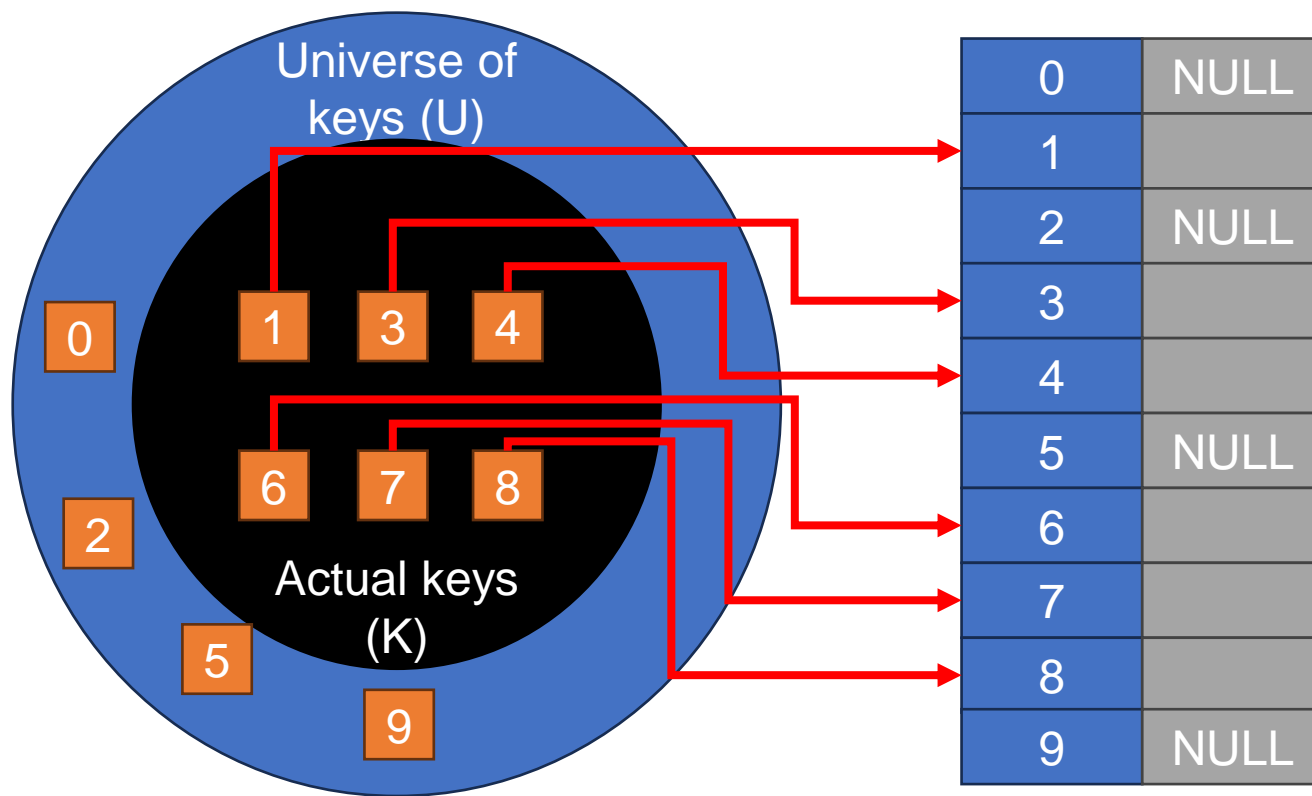 Universe of
keys (U)
1 3 4
0
6 7 8
2
Actual keys
(K)
5
9
0 NULL
1
2 NULL
3
4
5 NULL
6
7
8
9 NULL